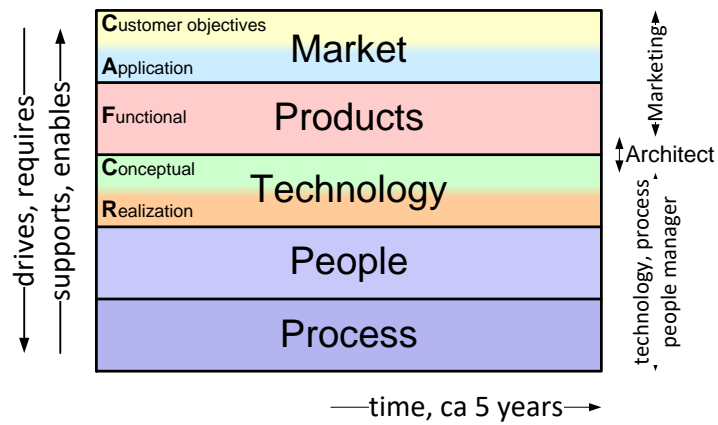 drives, requires
supports, enables
Customer objectives
Application
Market
Functional
Products
Conceptual
Realization
Technology
People
Process
Marketing
Architect
technology, process
people manager
time, ca 5 years